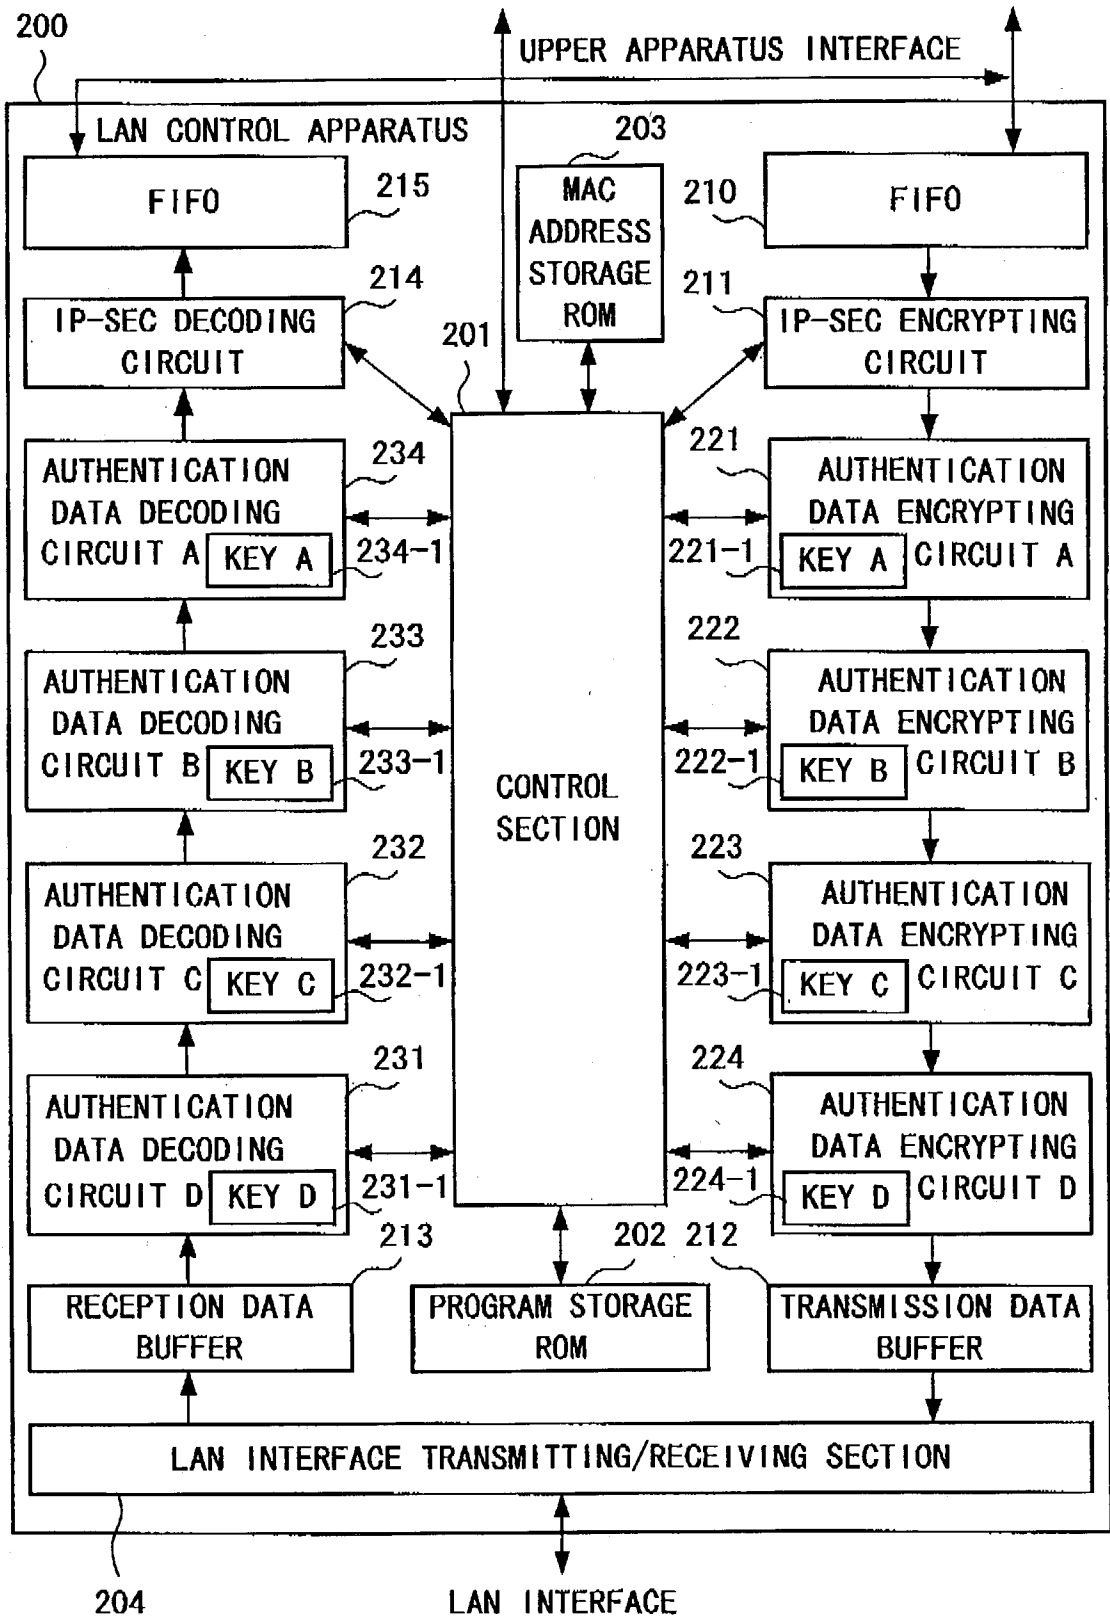 200
UPPER APPARATUS INTERFACE
LAN CONTROL APPARATUS
203
FIFO
215
MAC
ADDRESS
STORAGE
ROM
210
FIFO
214
211
IP-SEC DECODING
CIRCUIT
201
IP-SEC ENCRYPTING
CIRCUIT
234
221
AUTHENTICATION
DATA DECODING
CIRCUIT A
KEY A
234-1
AUTHENTICATION
DATA ENCRYPTING
CIRCUIT A
KEY A
221-1
233
222
AUTHENTICATION
DATA DECODING
CIRCUIT B
KEY B
233-1
AUTHENTICATION
DATA ENCRYPTING
CIRCUIT B
KEY B
222-1
CONTROL
SECTION
232
223
AUTHENTICATION
DATA DECODING
CIRCUIT C
KEY C
232-1
AUTHENTICATION
DATA ENCRYPTING
CIRCUIT C
KEY C
223-1
231
224
AUTHENTICATION
DATA DECODING
CIRCUIT D
KEY D
231-1
AUTHENTICATION
DATA ENCRYPTING
CIRCUIT D
KEY D
224-1
213
202
212
RECEPTION DATA
BUFFER
PROGRAM STORAGE
ROM
TRANSMISSION DATA
BUFFER
LAN INTERFACE TRANSMITTING/RECEIVING SECTION
204
LAN INTERFACE